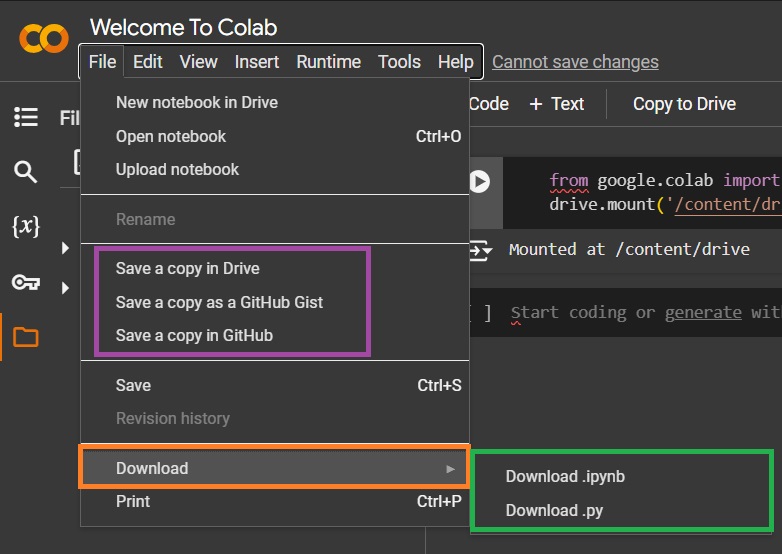 Welcome To Colab
File Edit View Insert Runtime Tools Help Cannot save changes
New notebook in Drive
Open notebook Ctrl+O
Upload notebook
Rename
Save a copy in Drive
Save a copy as a GitHub Gist
Save a copy in GitHub
Save Ctrl+S
Revision history
Download ►
Print Ctrl+P
Download .ipynb
Download .py
Fil
{x}
Code + Text Copy to Drive
from google.colab import
drive.mount('/content/dr
Mounted at /content/drive
[ ] Start coding or generate wit